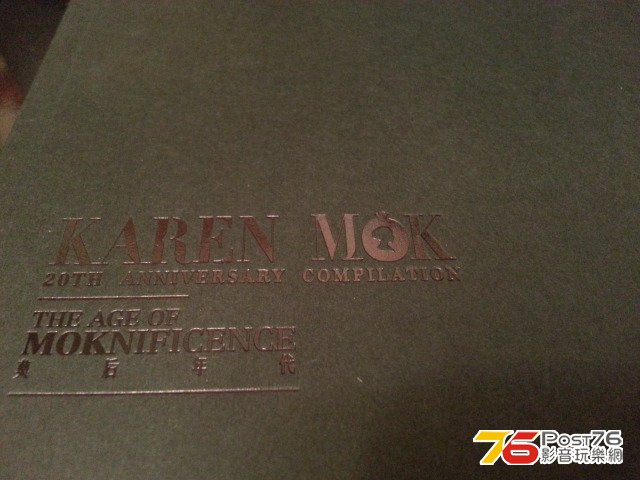 KAREN MOK
20TH ANNIVERSARY COMPILATION
THE AGE OF
MOKNIFICENCE
奥后年代
76 POST76
影音玩樂網